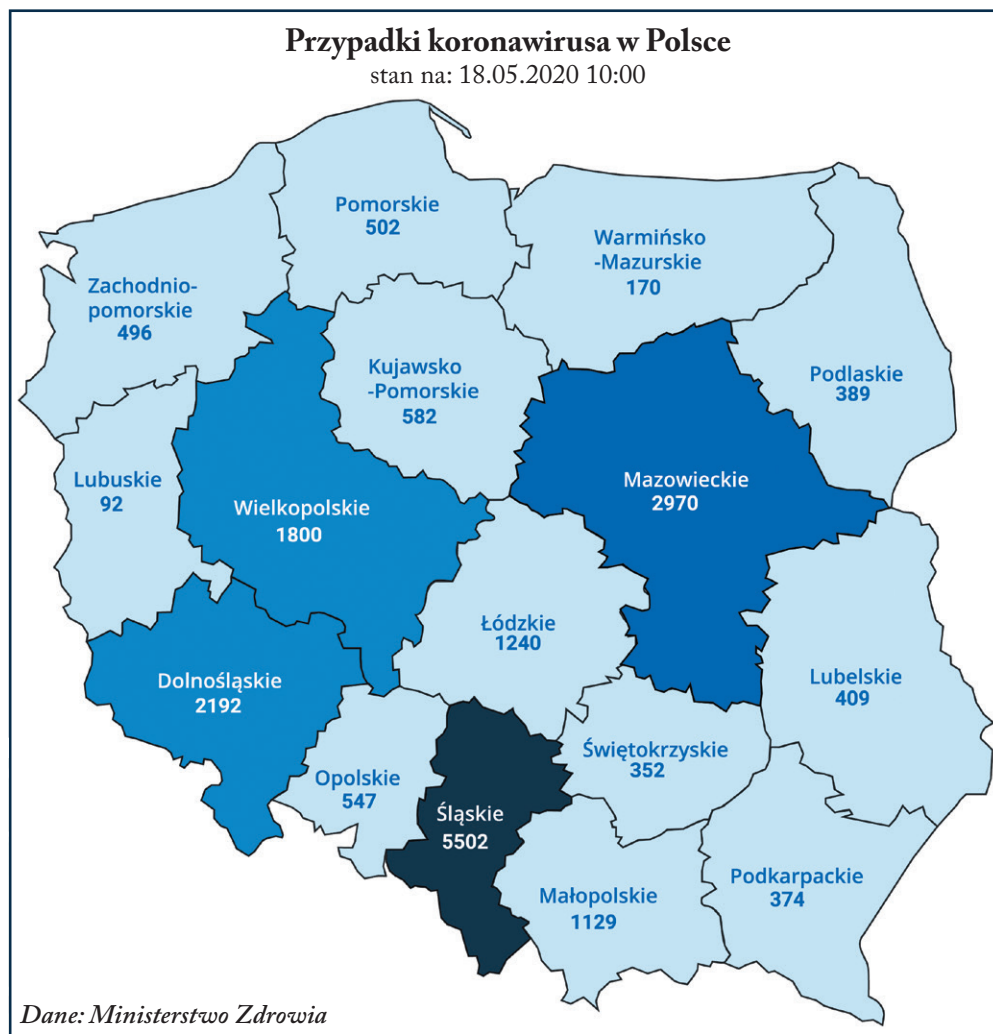 Przypadki koronawirusa w Polsce
stan na: 18.05.2020 10:00
Pomorskie
502
Warmińsko
-Mazurskie
170
Zachodnio-
pomorskie
496
Kujawsko
-Pomorskie
582
Podlaskie
389
Lubuskie
92
Wielkopolskie
1800
Mazowieckie
2970
Łódzkie
1240
Dolnośląskie
2192
Lubelskie
409
Świętokrzyskie
352
Opolskie
547
Śląskie
5502
Małopolskie
1129
Podkarpackie
374
Dane: Ministerstwo Zdrowia